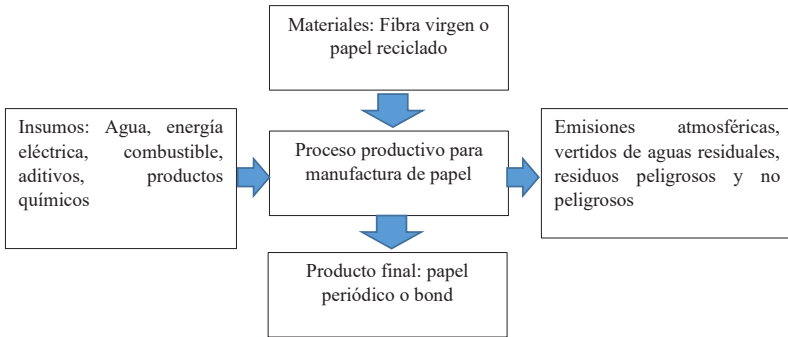 Materiales: Fibra virgen o
papel reciclado
Insumos: Agua, energía
eléctrica, combustible,
aditivos, productos
químicos
Proceso productivo para
manufactura de papel
Emisiones atmosféricas,
vertidos de aguas residuales,
residuos peligrosos y no
peligrosos
Producto final: papel
periódico o bond